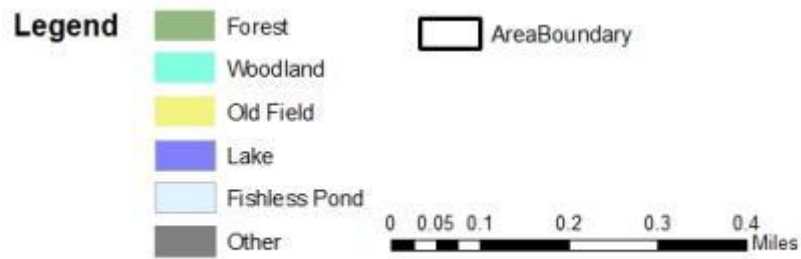 Legend
Forest
AreaBoundary
Woodland
Old Field
Lake
Fishless Pond
Other
0 0.05 0.1 0.2 0.3 0.4
Miles